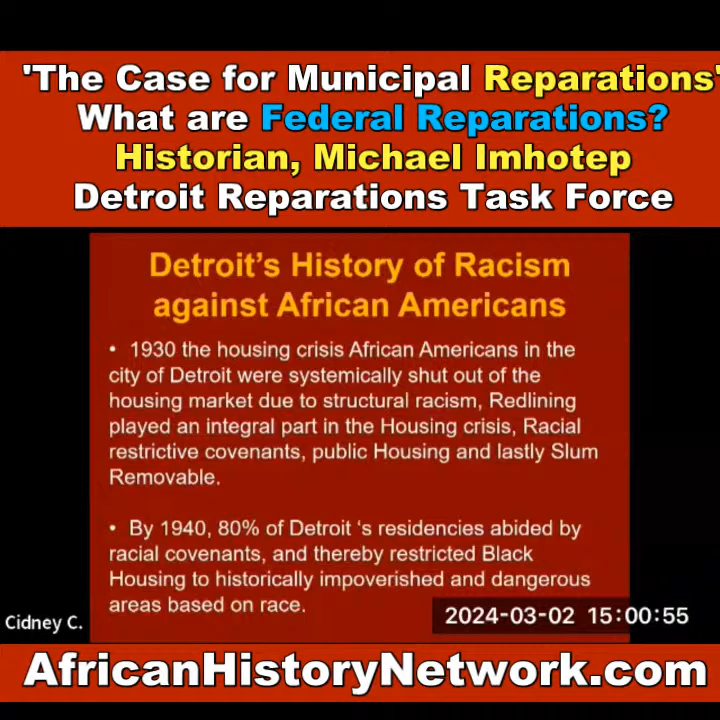 'The Case for Municipal Reparations'
What are Federal Reparations?
Historian, Michael Imhotep
Detroit Reparations Task Force
Detroit's History of Racism
against African Americans
• 1930 the housing crisis African Americans in the
city of Detroit were systemically shut out of the
housing market due to structural racism, Redlining
played an integral part in the Housing crisis, Racial
restrictive covenants, public Housing and lastly Slum
Removable.
• By 1940, 80% of Detroit 's residencies abided by
racial covenants, and thereby restricted Black
Housing to historically impoverished and dangerous
areas based on race.
Cidney C.
2024-03-02 15:00:55
AfricanHistoryNetwork.com